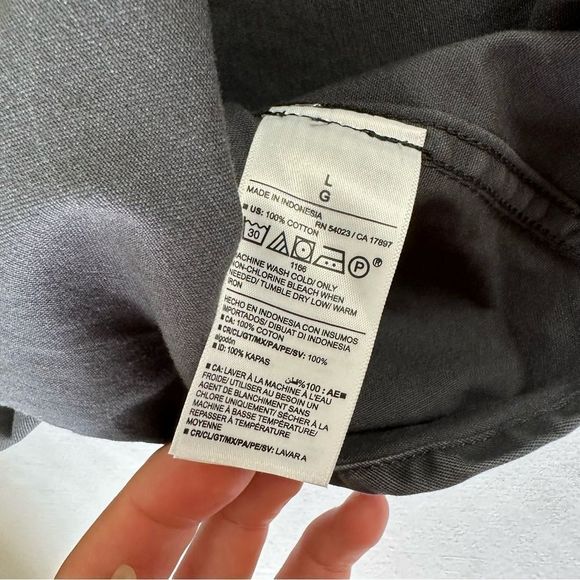 L
G
MADE IN INDONESIA
RN 54023 / CA 17897
■ US: 100% COTTON
30
P ®
1166
MACHINE WASH COLD/ ONLY
NON-CHLORINE BLEACH WHEN
NEEDED/ TUMBLE DRY LOW/ WARM
IRON
HECHO EN INDONESIA CON INSUMOS
IMPORTADOS/ DIBUAT DI INDONESIA
■ CA: 100% COTTON
■ CR/CL/GT/MX/PA/PE/SV: 100%
algodón
■ ID: 100% KAPAS
■ AE: 100% قطن
■ CA: LAVER À LA MACHINE À L'EAU
FROIDE/ UTILISER AU BESOIN UN
AGENT DE BLANCHIMENT SANS
CHLORE UNIQUEMENT/ SÉCHER À LA
MACHINE À BASSE TEMPÉRATURE/
REPASSER À TEMPÉRATURE
MOYENNE
■ CR/CL/GT/MX/PA/PE/SV: LAVAR A